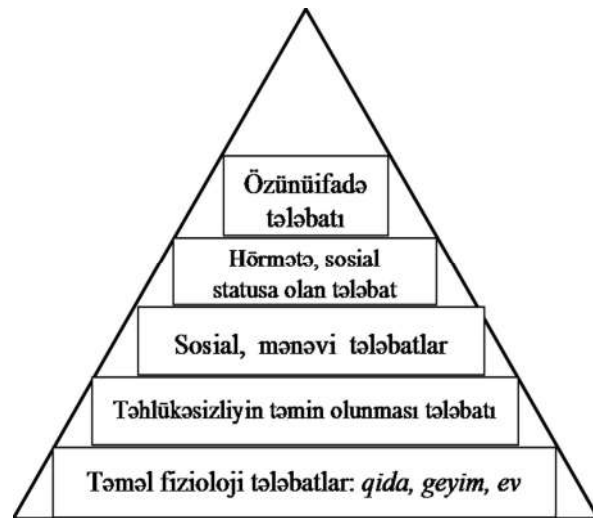 Özünüifadə
tələbatı
Hörmətə, sosial
statusa olan tələbat
Sosial, mənəvi tələbatlar
Təhlükəsizliyin təmin olunması tələbatı
Təməl fizioloji tələbatlar: qida, geyim, ev